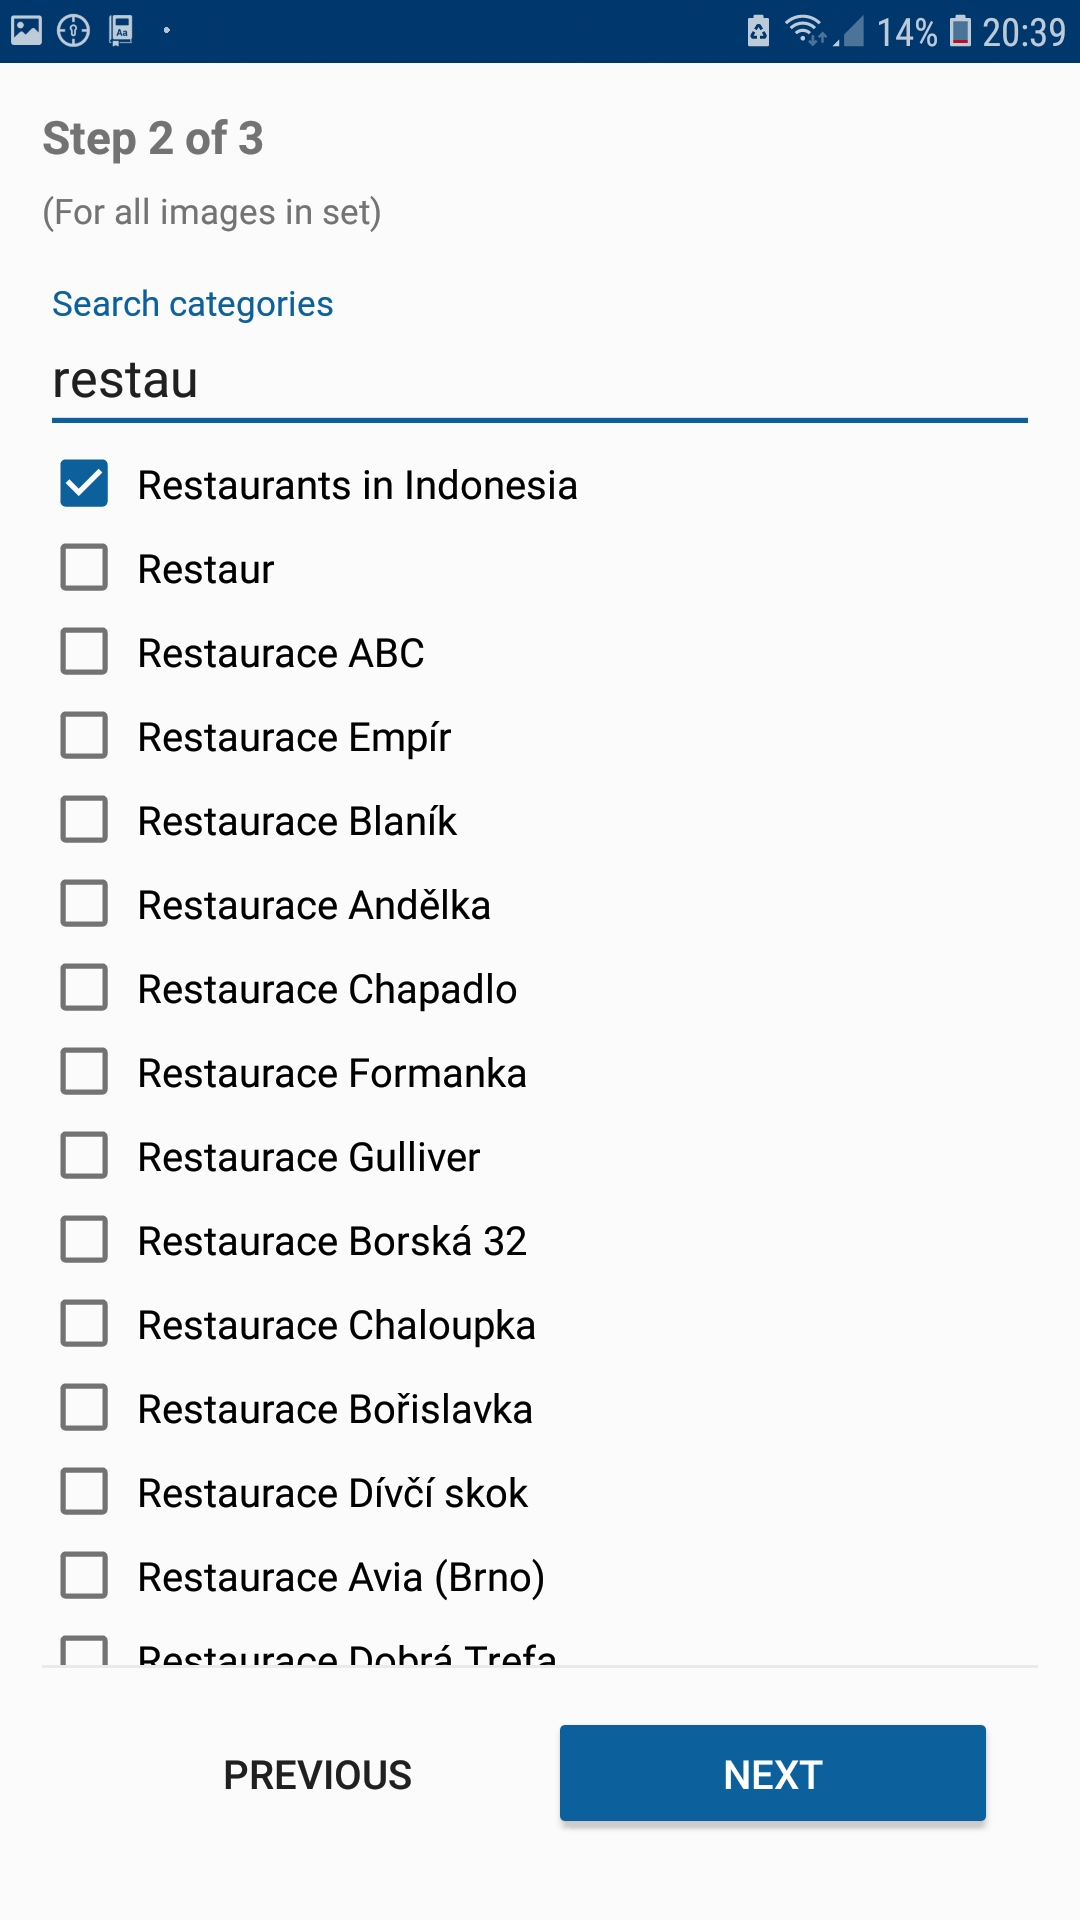 14% 20:39
Step 2 of 3
(For all images in set)
Search categories
restau
Restaurants in Indonesia
Restaur
Restaurace ABC
Restaurace Empír
Restaurace Blaník
Restaurace Andělka
Restaurace Chapadlo
Restaurace Formanka
Restaurace Gulliver
Restaurace Borská 32
Restaurace Chaloupka
Restaurace Bořislavka
Restaurace Dívčí skok
Restaurace Avia (Brno)
Restaurace Dobrá Trefa
PREVIOUS NEXT